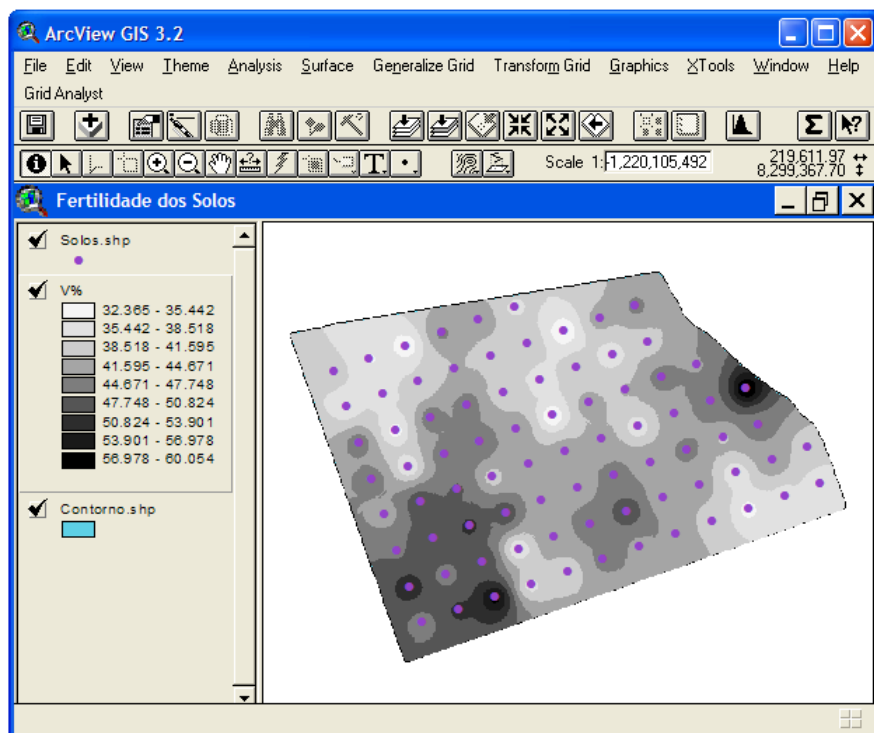 ArcView GIS 3.2
File Edit View Theme Analysis Surface Generalize Grid Transform Grid Graphics XTools Window Help
Grid Analyst
T Σ ?
Scale 1: -1,220,105,492 219,611.97
8,299,367.70
Fertilidade dos Solos
Solos.shp
V%
32.365 - 35.442
35.442 - 38.518
38.518 - 41.595
41.595 - 44.671
44.671 - 47.748
47.748 - 50.824
50.824 - 53.901
53.901 - 56.978
56.978 - 60.054
Contorno.shp